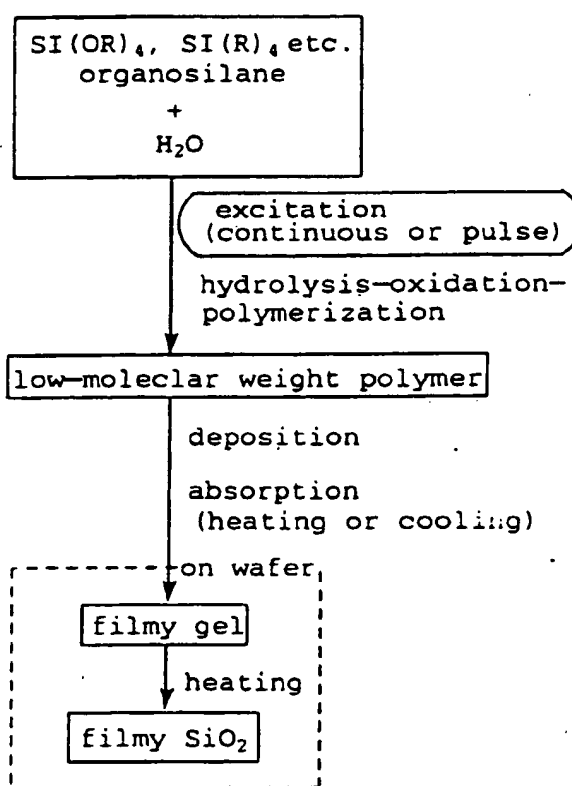 SI(OR)₄, SI(R)₄ etc.
organosilane
+
H₂O
excitation
(continuous or pulse)
hydrolysis—oxidation—
polymerization
low—moleclar weight polymer
deposition
absorption
(heating or cooling)
on wafer
filmy gel
heating
filmy SiO₂